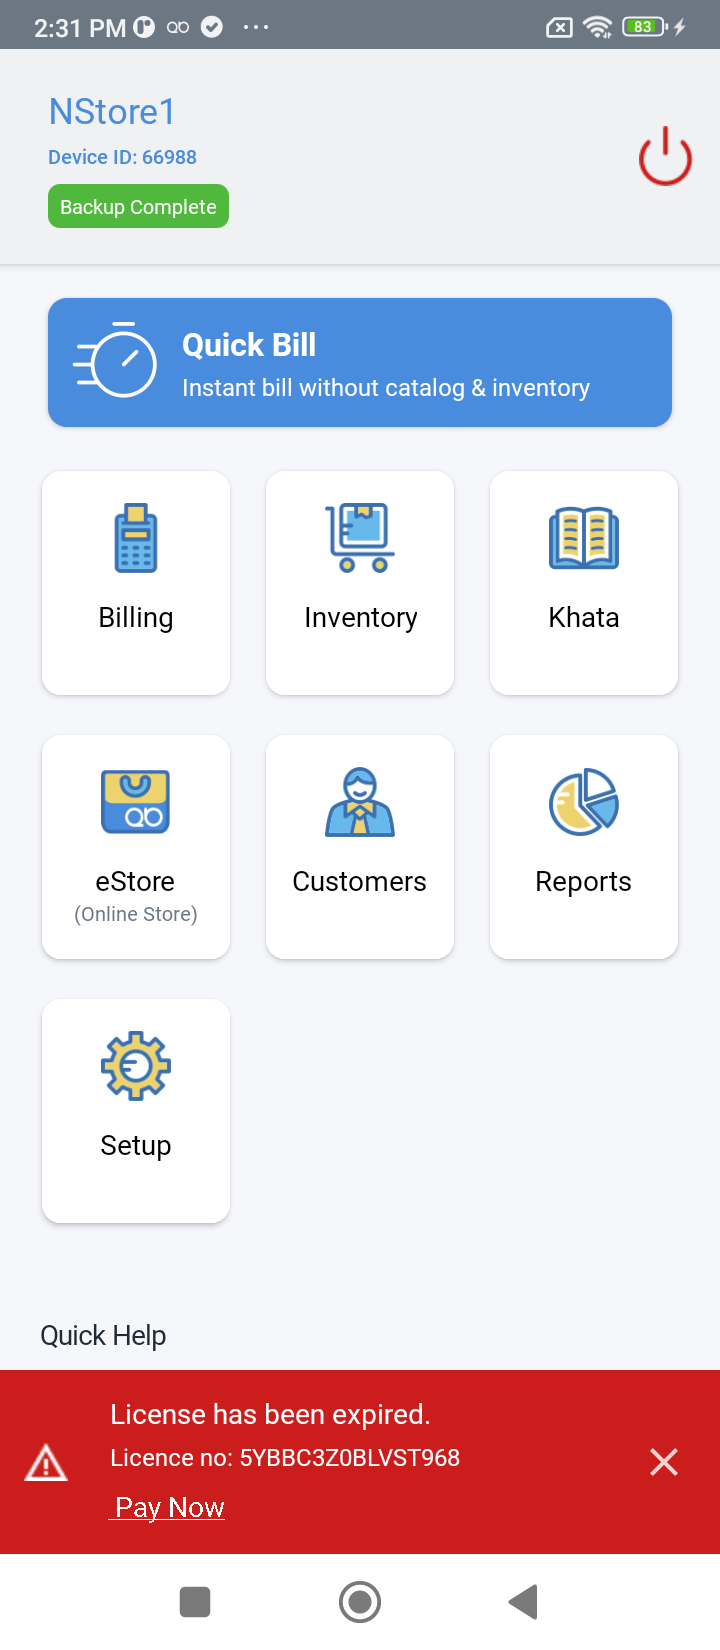 2:31 PM
83
NStore1
Device ID: 66988
Backup Complete
Quick Bill
Instant bill without catalog & inventory
Billing
Inventory
Khata
eStore
(Online Store)
Customers
Reports
Setup
Quick Help
License has been expired.
Licence no: 5YBBC3Z0BLVST968
Pay Now